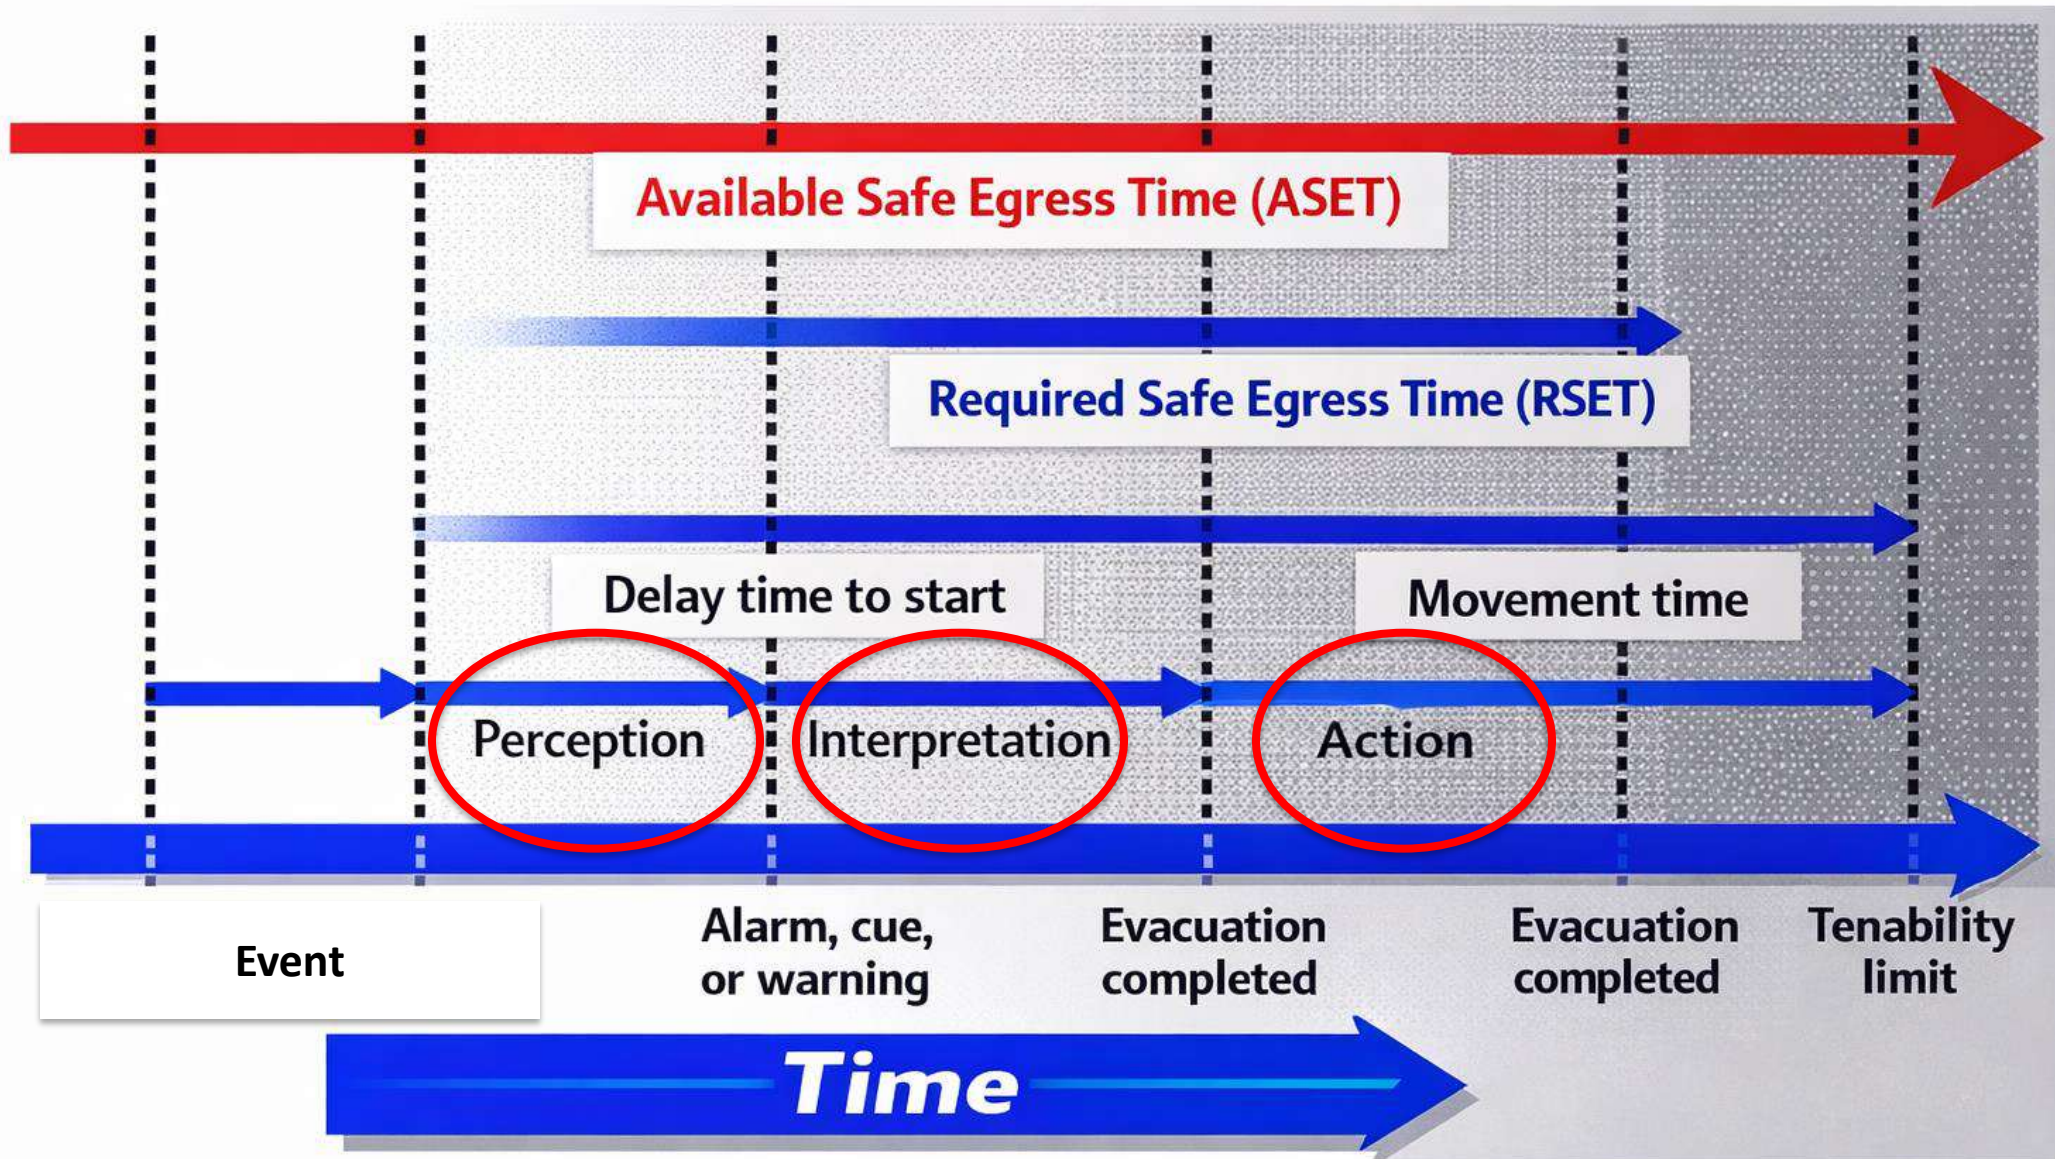 Available Safe Egress Time (ASET)
Required Safe Egress Time (RSET)
Delay time to start
Movement time
Perception
Interpretation
Action
Event
Alarm, cue,
or warning
Evacuation
completed
Evacuation
completed
Tenability
limit
Time